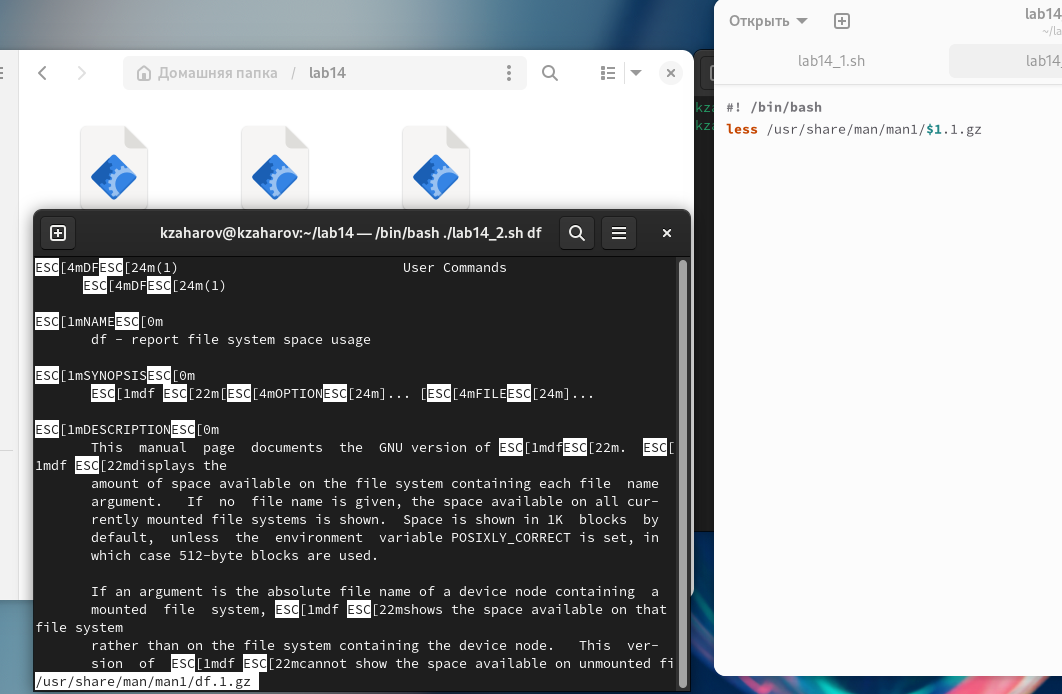 Открыть
lab14
~/la
lab14_1.sh
lab14_
#! /bin/bash
less /usr/share/man/man1/$1.1.gz
Домашняя папка / lab14
kza
kza
kzaharov@kzaharov:~/lab14 — /bin/bash ./lab14_2.sh df
ESC[4mDFESC[24m(1) User Commands
ESC[4mDFESC[24m(1)
ESC[1mNAMEESC[0m
df - report file system space usage
ESC[1mSYNOPSISESC[0m
ESC[1mdf ESC[22m[ESC[4mOPTIONESC[24m]... [ESC[4mFILEESC[24m]...
ESC[1mDESCRIPTIONESC[0m
This manual page documents the GNU version of ESC[1mdfESC[22m. ESC[
1mdf ESC[22mdisplays the
amount of space available on the file system containing each file name
argument. If no file name is given, the space available on all cur-
rently mounted file systems is shown. Space is shown in 1K blocks by
default, unless the environment variable POSIXLY_CORRECT is set, in
which case 512-byte blocks are used.
If an argument is the absolute file name of a device node containing a
mounted file system, ESC[1mdf ESC[22mshows the space available on that
file system
rather than on the file system containing the device node. This ver-
sion of ESC[1mdf ESC[22mcannot show the space available on unmounted fi
/usr/share/man/man1/df.1.gz